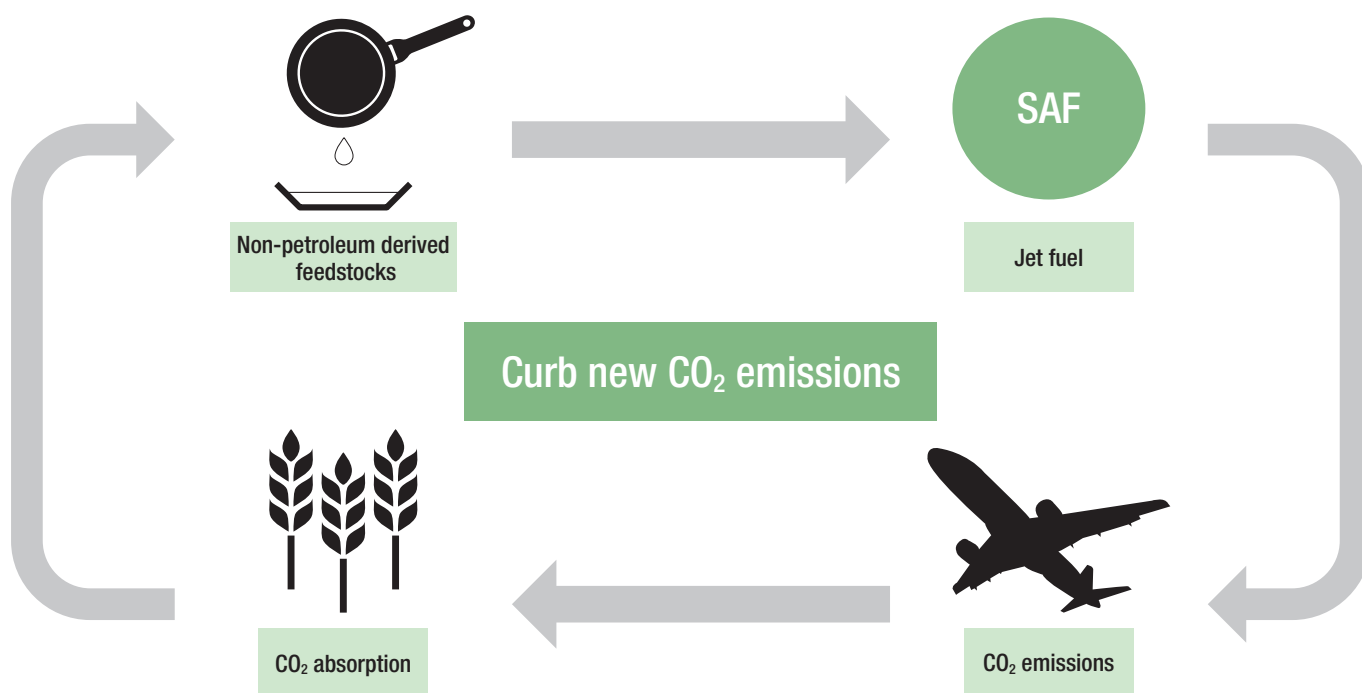 SAF
Non-petroleum derived
feedstocks
Jet fuel
Curb new CO₂ emissions
CO₂ absorption
CO₂ emissions